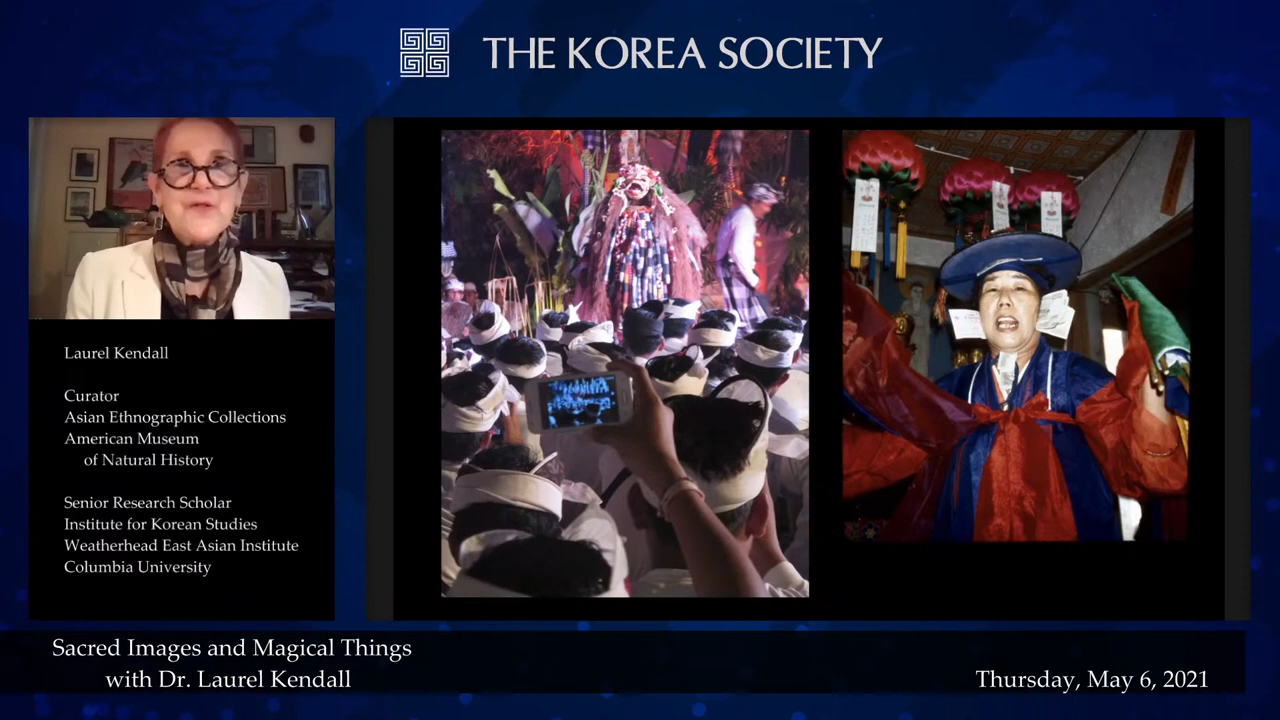 THE KOREA SOCIETY
Laurel Kendall
Curator
Asian Ethnographic Collections
American Museum
of Natural History
Senior Research Scholar
Institute for Korean Studies
Weatherhead East Asian Institute
Columbia University
Sacred Images and Magical Things
with Dr. Laurel Kendall
Thursday, May 6, 2021